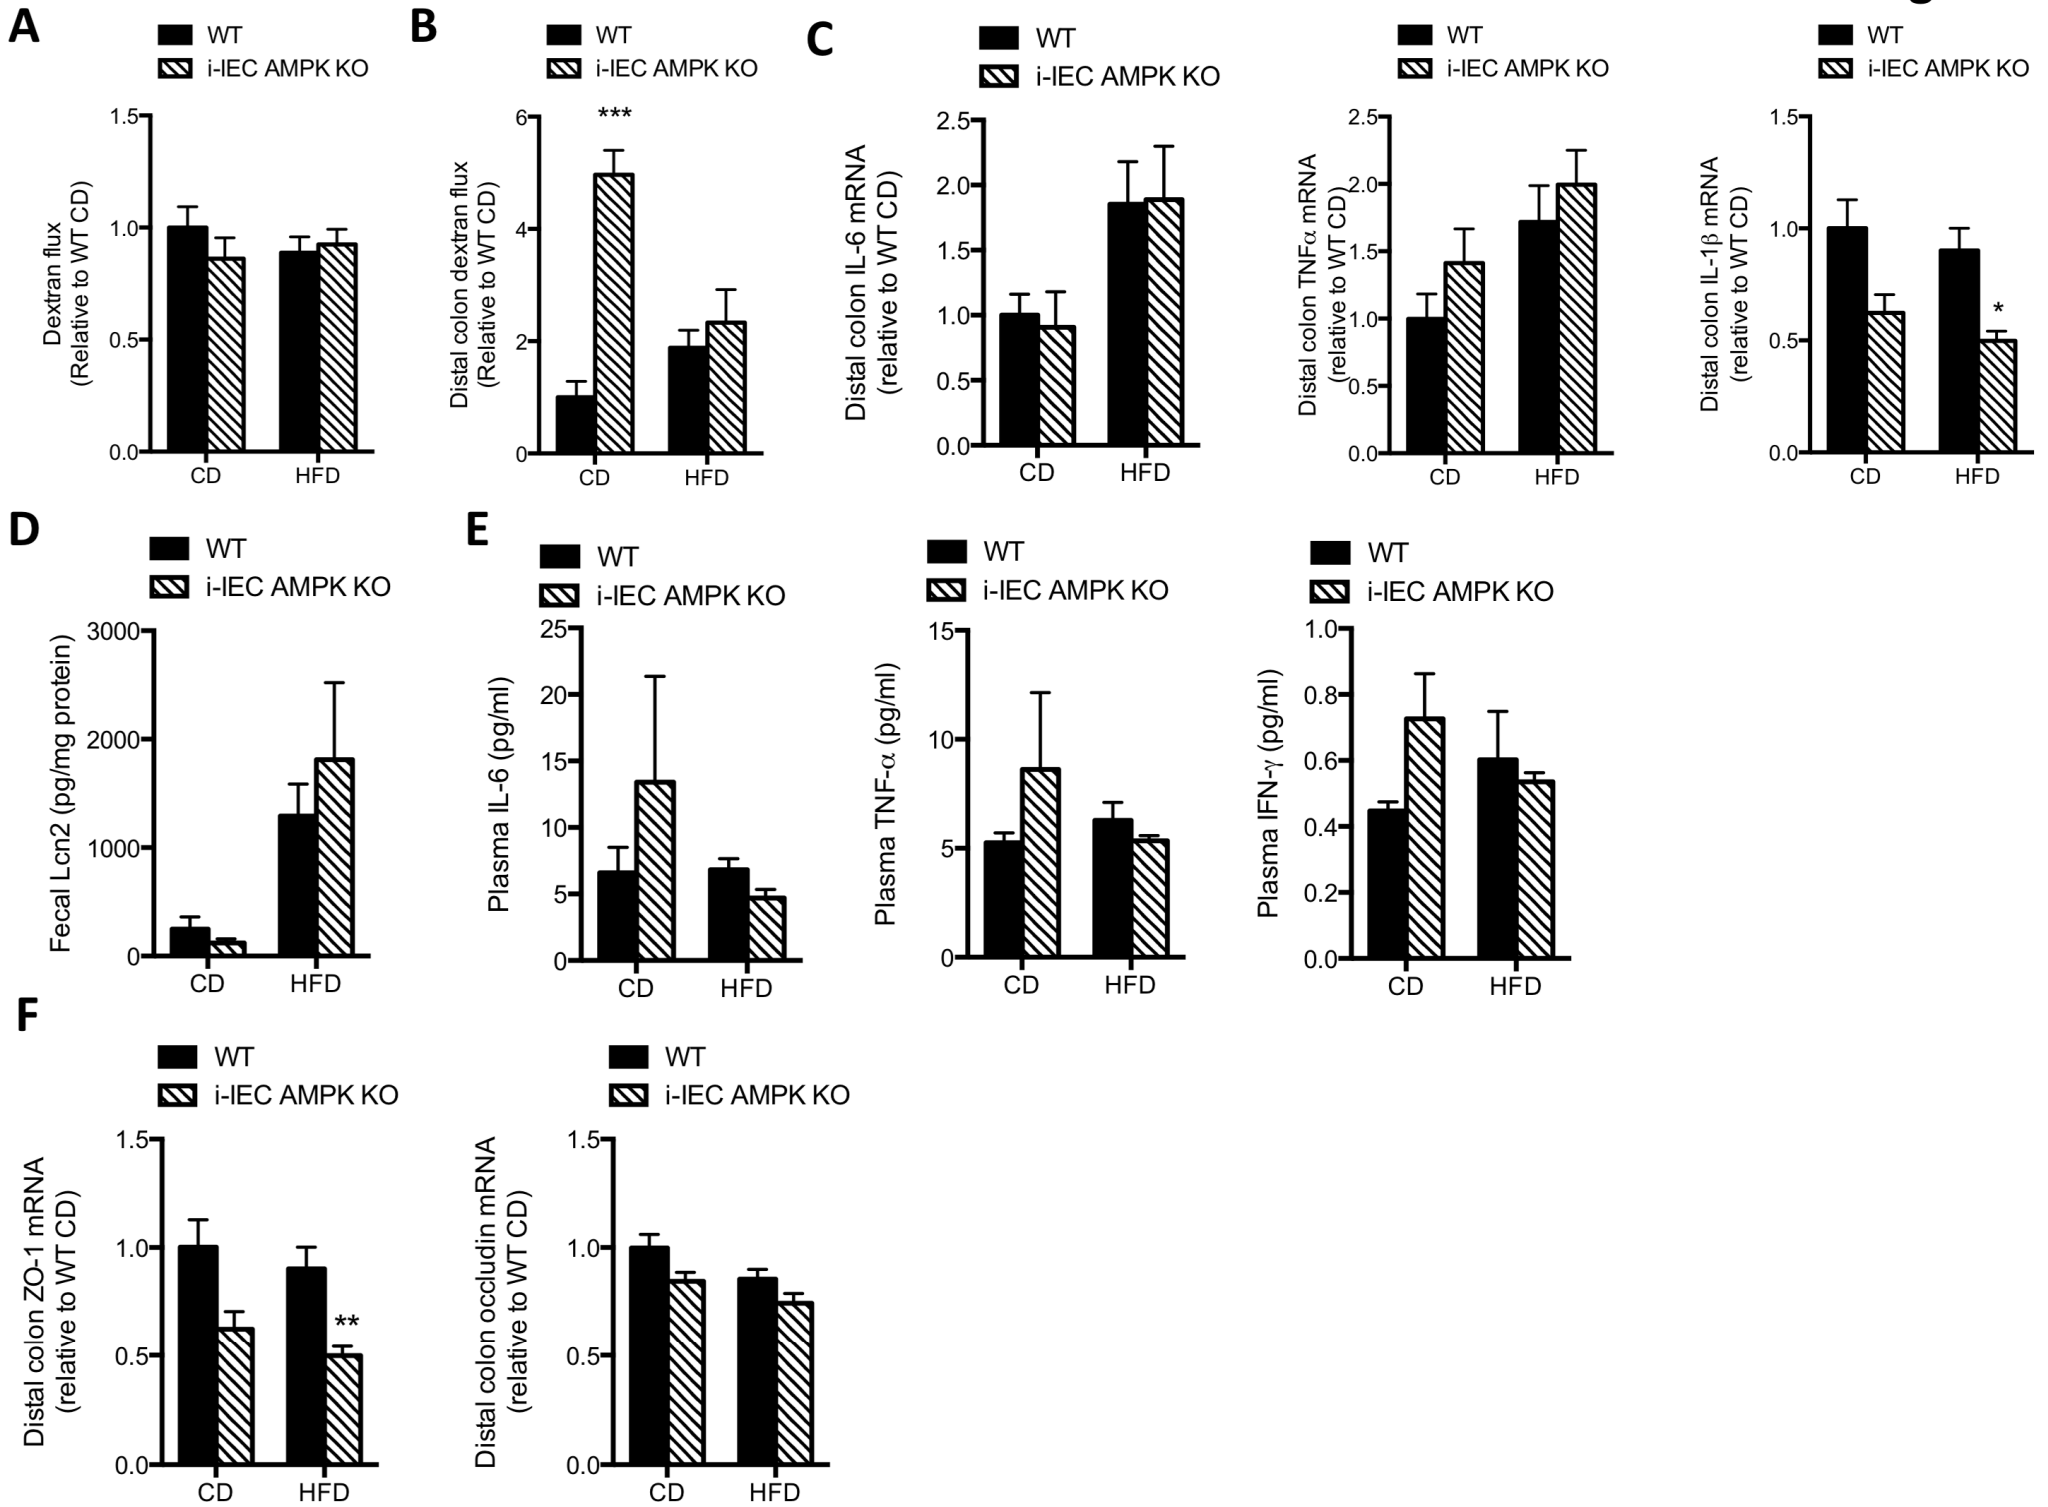 A
WT
i-IEC AMPK KO
Dextran flux
(Relative to WT CD)
1.5
1.0
0.5
0.0
CD
HFD
B
WT
i-IEC AMPK KO
Distal colon dextran flux
(Relative to WT CD)
6
4
2
0
***
CD
HFD
C
WT
i-IEC AMPK KO
Distal colon IL-6 mRNA
(relative to WT CD)
2.5
2.0
1.5
1.0
0.5
0.0
CD
HFD
WT
i-IEC AMPK KO
Distal colon TNFα mRNA
(relative to WT CD)
2.5
2.0
1.5
1.0
0.5
0.0
CD
HFD
WT
i-IEC AMPK KO
Distal colon IL-1β mRNA
(relative to WT CD)
1.5
1.0
0.5
0.0
*
CD
HFD
D
WT
i-IEC AMPK KO
Fecal Lcn2 (pg/mg protein)
3000
2000
1000
0
CD
HFD
E
WT
i-IEC AMPK KO
Plasma IL-6 (pg/ml)
25
20
15
10
5
0
CD
HFD
WT
i-IEC AMPK KO
Plasma TNF-α (pg/ml)
15
10
5
0
CD
HFD
WT
i-IEC AMPK KO
Plasma IFN-γ (pg/ml)
1.0
0.8
0.6
0.4
0.2
0.0
CD
HFD
F
WT
i-IEC AMPK KO
Distal colon ZO-1 mRNA
(relative to WT CD)
1.5
1.0
0.5
0.0
**
CD
HFD
WT
i-IEC AMPK KO
Distal colon occludin mRNA
(relative to WT CD)
1.5
1.0
0.5
0.0
CD
HFD